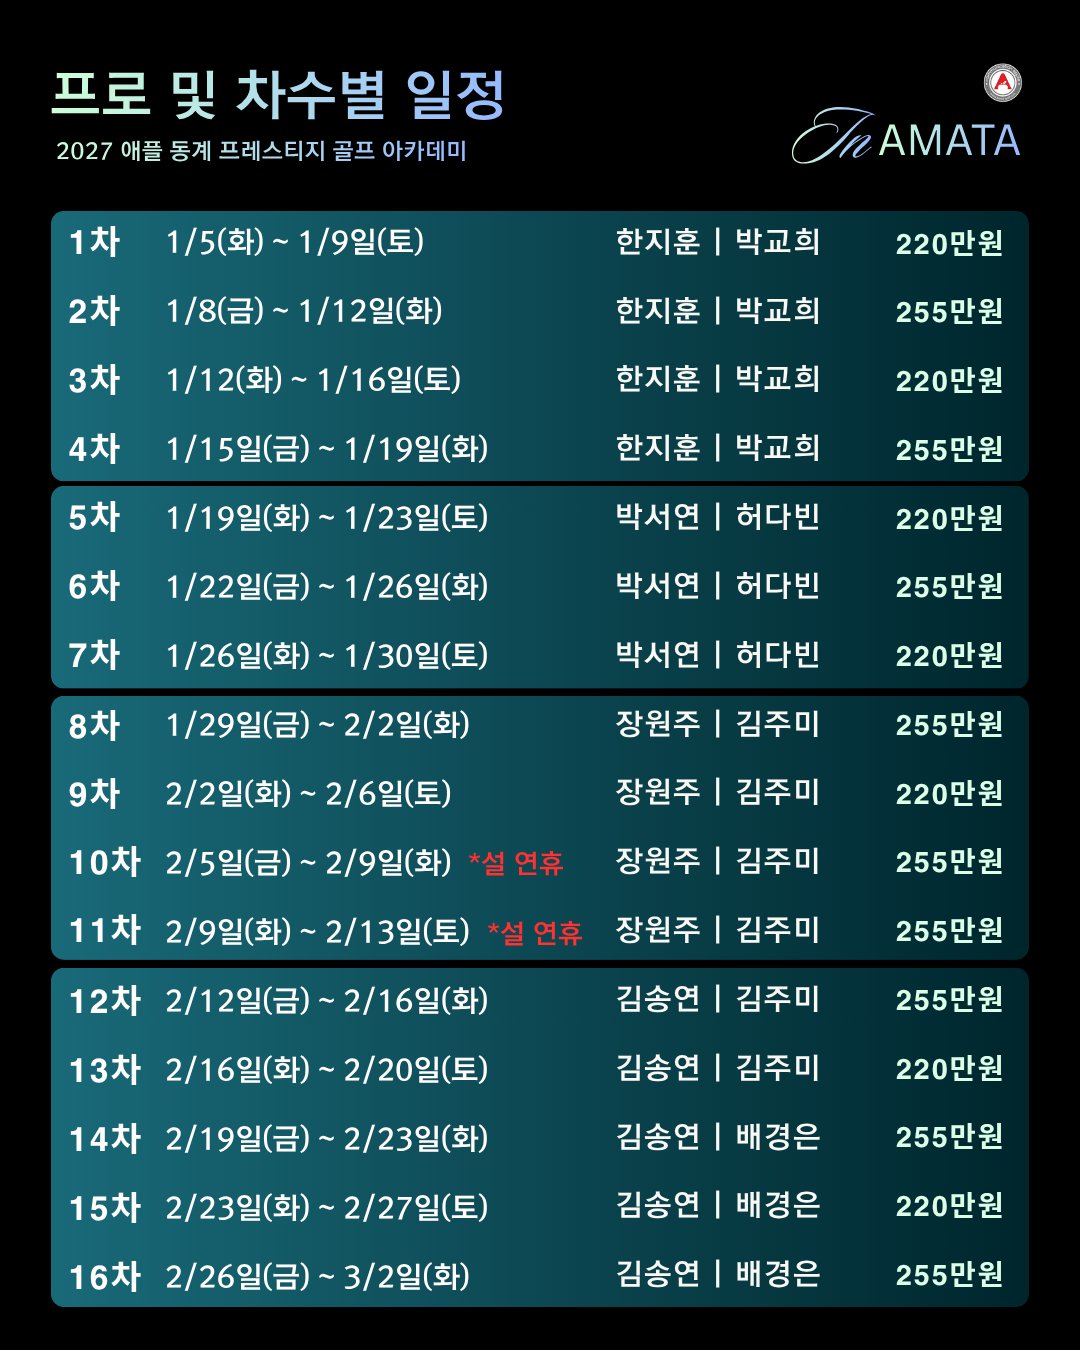 프로 및 차수별 일정
2027 애플 동계 프레스티지 골프 아카데미
In AMATA
1차 1/5(화) ~ 1/9일(토) 한지훈 | 박교희 220만원
2차 1/8(금) ~ 1/12일(화) 한지훈 | 박교희 255만원
3차 1/12(화) ~ 1/16일(토) 한지훈 | 박교희 220만원
4차 1/15일(금) ~ 1/19일(화) 한지훈 | 박교희 255만원
5차 1/19일(화) ~ 1/23일(토) 박서연 | 허다빈 220만원
6차 1/22일(금) ~ 1/26일(화) 박서연 | 허다빈 255만원
7차 1/26일(화) ~ 1/30일(토) 박서연 | 허다빈 220만원
8차 1/29일(금) ~ 2/2일(화) 장원주 | 김주미 255만원
9차 2/2일(화) ~ 2/6일(토) 장원주 | 김주미 220만원
10차 2/5일(금) ~ 2/9일(화) *설 연휴 장원주 | 김주미 255만원
11차 2/9일(화) ~ 2/13일(토) *설 연휴 장원주 | 김주미 255만원
12차 2/12일(금) ~ 2/16일(화) 김송연 | 김주미 255만원
13차 2/16일(화) ~ 2/20일(토) 김송연 | 김주미 220만원
14차 2/19일(금) ~ 2/23일(화) 김송연 | 배경은 255만원
15차 2/23일(화) ~ 2/27일(토) 김송연 | 배경은 220만원
16차 2/26일(금) ~ 3/2일(화) 김송연 | 배경은 255만원